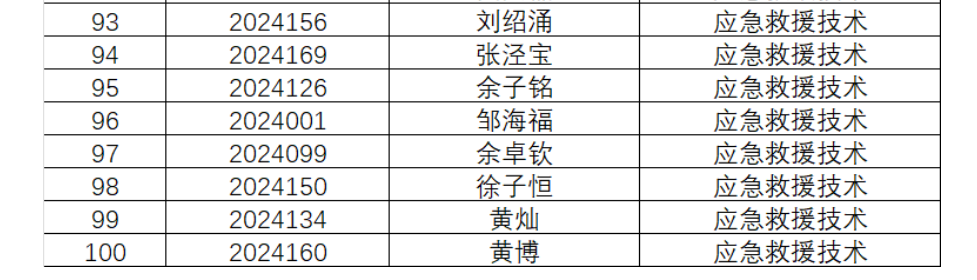 93 2024156 刘绍涌 应急救援技术
94 2024169 张泾宝 应急救援技术
95 2024126 余子铭 应急救援技术
96 2024001 邹海福 应急救援技术
97 2024099 余卓钦 应急救援技术
98 2024150 徐子恒 应急救援技术
99 2024134 黄灿 应急救援技术
100 2024160 黄博 应急救援技术